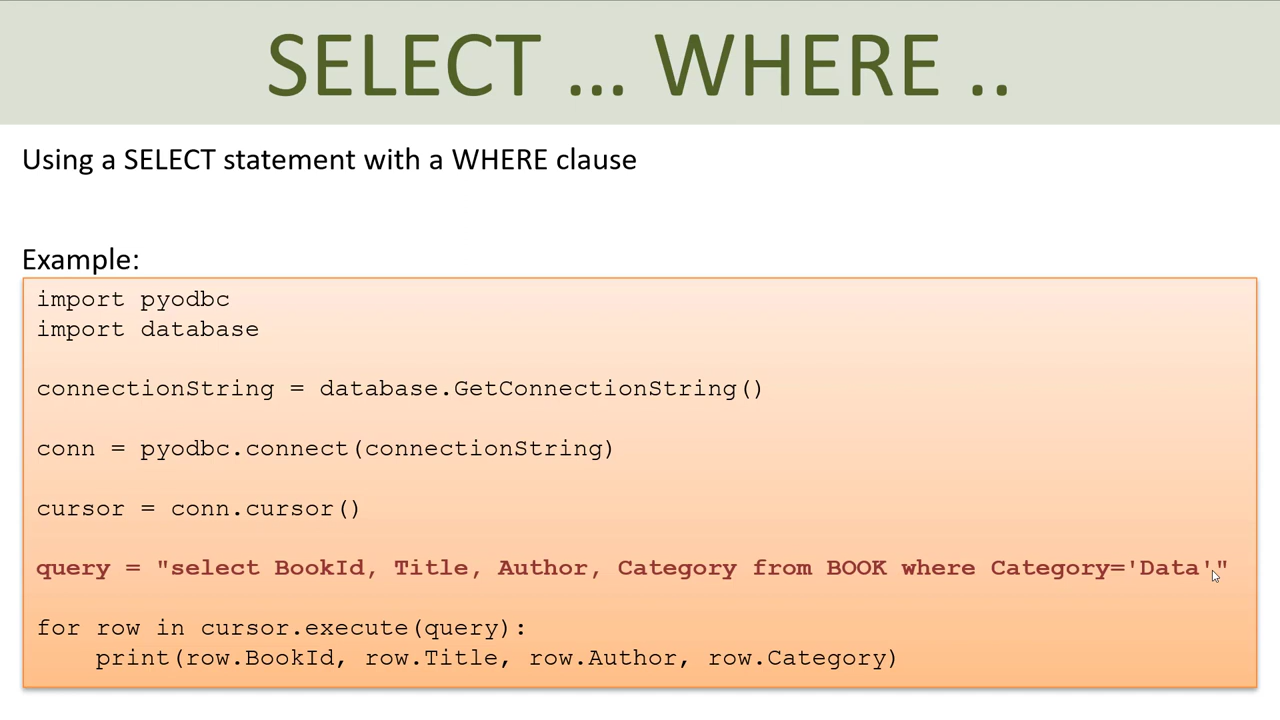 SELECT ... WHERE ..
Using a SELECT statement with a WHERE clause
Example:
import pyodbc
import database
connectionString = database.GetConnectionString()
conn = pyodbc.connect(connectionString)
cursor = conn.cursor()
query = "select BookId, Title, Author, Category from BOOK where Category='Data'"
for row in cursor.execute(query):
    print(row.BookId, row.Title, row.Author, row.Category)